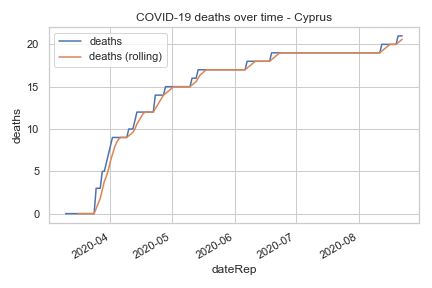 COVID-19 deaths over time - Cyprus
deaths
deaths (rolling)
20
15
10
5
0
deaths
2020-04
2020-05
2020-06
2020-07
2020-08
dateRep